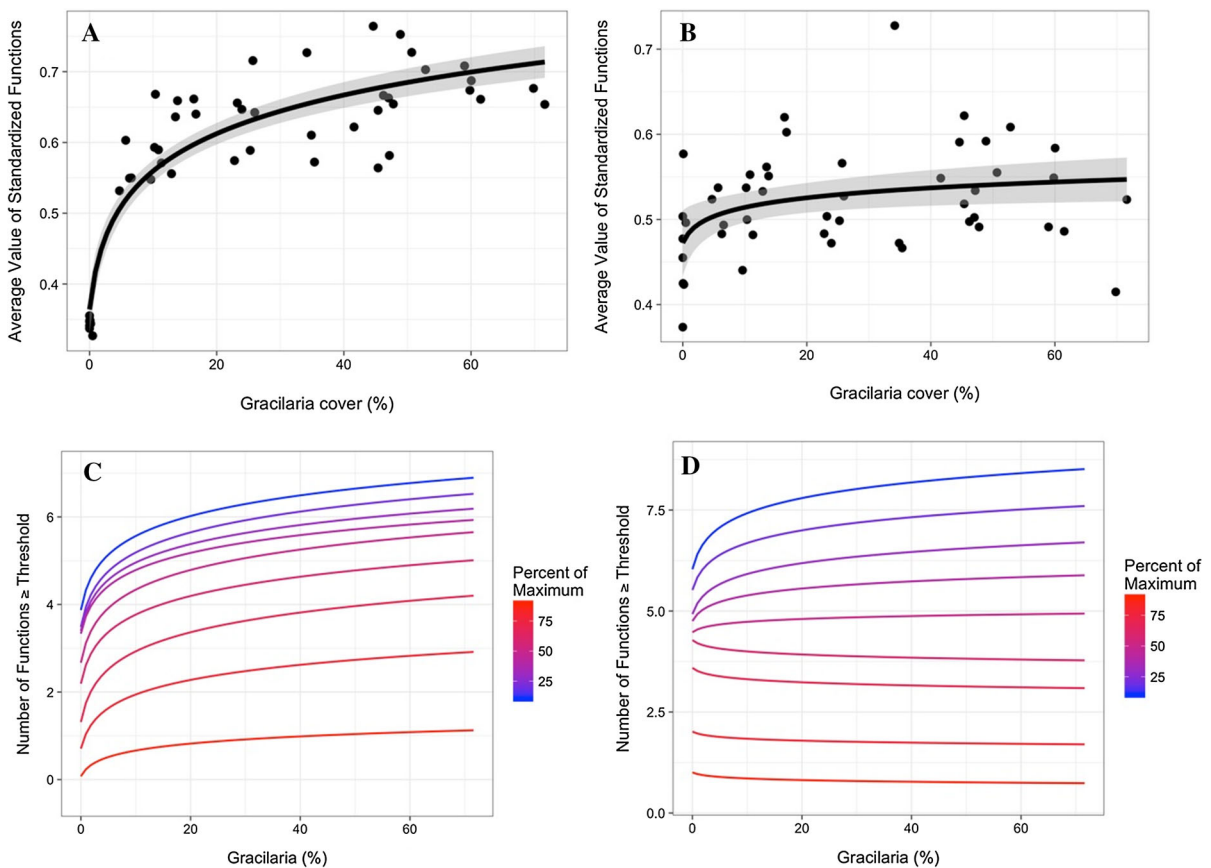 A
Average Value of Standardized Functions
0.7
0.6
0.5
0.4
0 20 40 60
Gracilaria cover (%)
B
Average Value of Standardized Functions
0.7
0.6
0.5
0.4
0 20 40 60
Gracilaria cover (%)
C
Number of Functions ≥ Threshold
6
4
2
0
0 20 40 60
Gracilaria (%)
Percent of
Maximum
75
50
25
D
Number of Functions ≥ Threshold
7.5
5.0
2.5
0.0
0 20 40 60
Gracilaria (%)
Percent of
Maximum
75
50
25